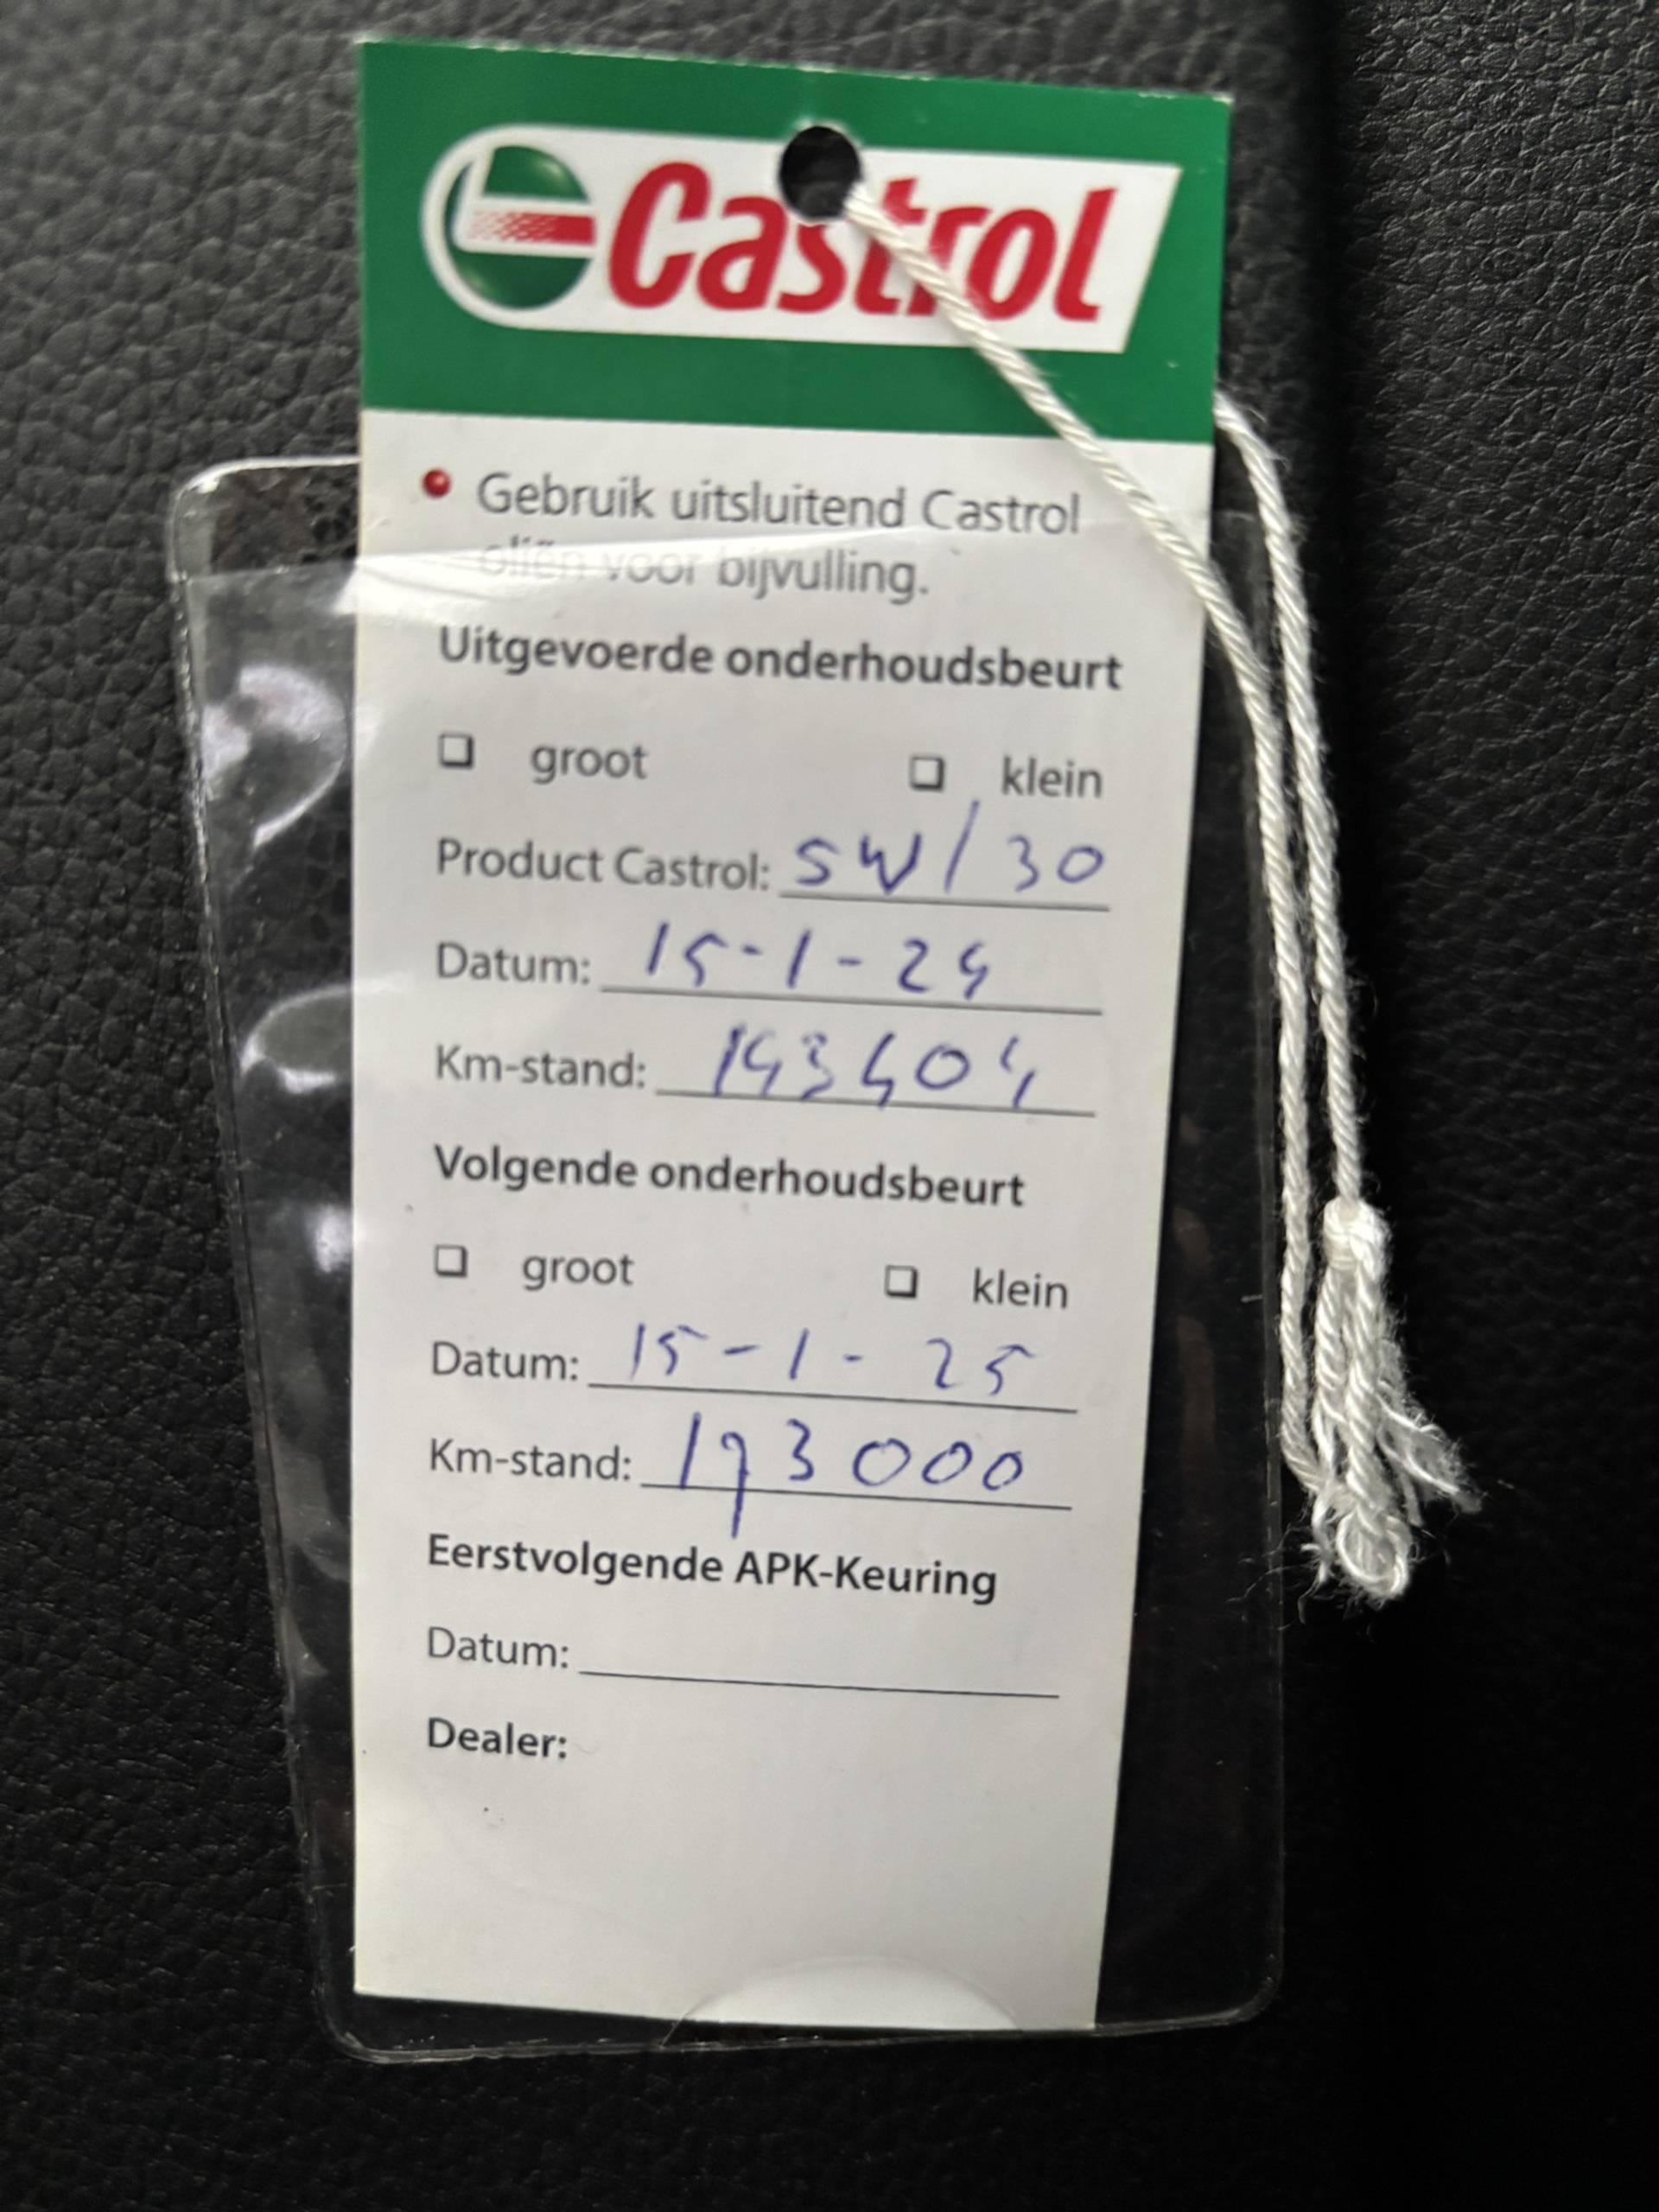 Castrol
Gebruik uitsluitend Castrol
oliën voor bijvulling.
Uitgevoerde onderhoudsbeurt
groot klein
Product Castrol: 5W/30
Datum: 15-1-24
Km-stand: 143404
Volgende onderhoudsbeurt
groot klein
Datum: 15-1-25
Km-stand: 173000
Eerstvolgende APK-Keuring
Datum:
Dealer: